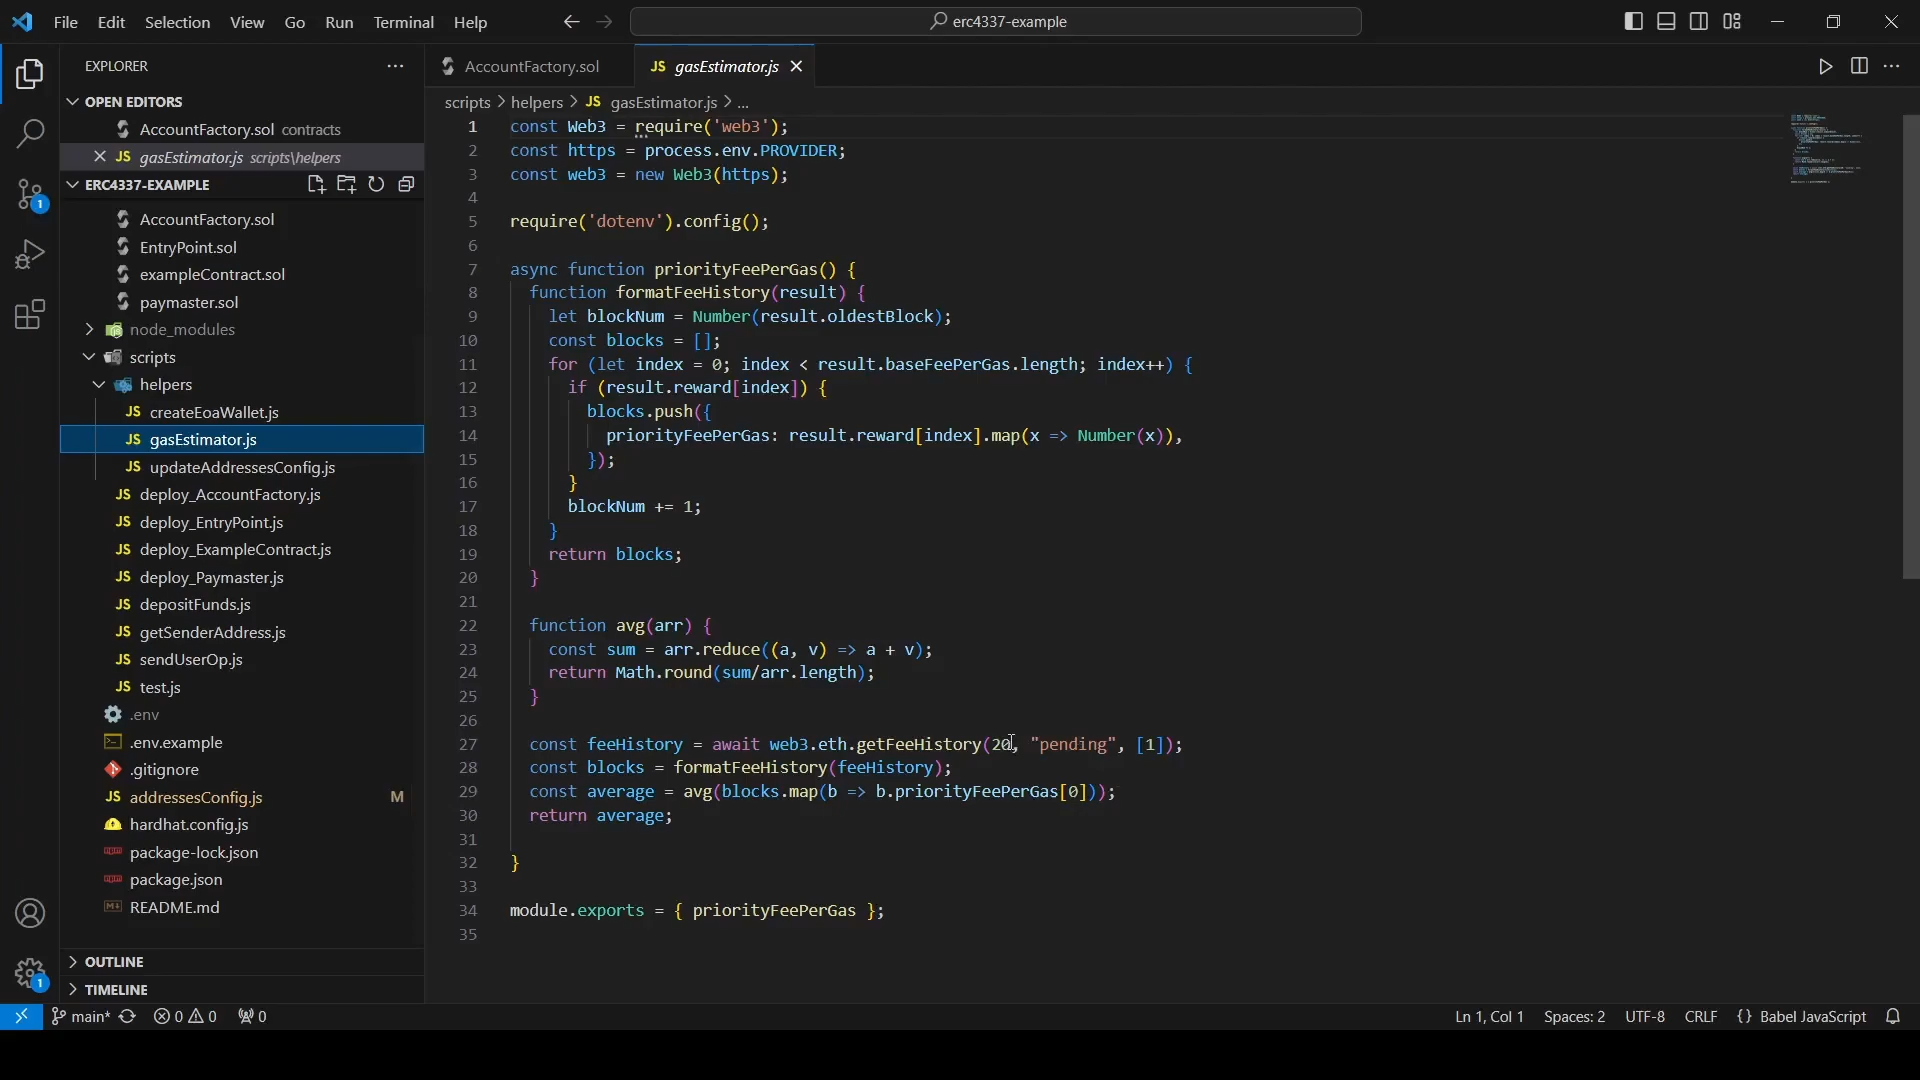 File Edit Selection View Go Run Terminal Help
erc4337-example
EXPLORER
OPEN EDITORS
AccountFactory.sol contracts
JS gasEstimator.js scripts\helpers
ERC4337-EXAMPLE
AccountFactory.sol
EntryPoint.sol
exampleContract.sol
paymaster.sol
node_modules
scripts
helpers
JS createEoaWallet.js
JS gasEstimator.js
JS updateAddressesConfig.js
JS deploy_AccountFactory.js
JS deploy_EntryPoint.js
JS deploy_ExampleContract.js
JS deploy_Paymaster.js
JS depositFunds.js
JS getSenderAddress.js
JS sendUserOp.js
JS test.js
.env
.env.example
.gitignore
JS addressesConfig.js M
hardhat.config.js
package-lock.json
package.json
README.md
OUTLINE
TIMELINE
1
1
AccountFactory.sol
JS gasEstimator.js
scripts > helpers > JS gasEstimator.js > ...
1 const Web3 = require('web3');
2 const https = process.env.PROVIDER;
3 const web3 = new Web3(https);
4
5 require('dotenv').config();
6
7 async function priorityFeePerGas() {
8 function formatFeeHistory(result) {
9 let blockNum = Number(result.oldestBlock);
10 const blocks = [];
11 for (let index = 0; index < result.baseFeePerGas.length; index++) {
12 if (result.reward[index]) {
13 blocks.push({
14 priorityFeePerGas: result.reward[index].map(x => Number(x)),
15 });
16 }
17 blockNum += 1;
18 }
19 return blocks;
20 }
21
22 function avg(arr) {
23 const sum = arr.reduce((a, v) => a + v);
24 return Math.round(sum/arr.length);
25 }
26
27 const feeHistory = await web3.eth.getFeeHistory(20, "pending", [1]);
28 const blocks = formatFeeHistory(feeHistory);
29 const average = avg(blocks.map(b => b.priorityFeePerGas[0]));
30 return average;
31
32 }
33
34 module.exports = { priorityFeePerGas };
35
main* 0 0 0
Ln 1, Col 1 Spaces: 2 UTF-8 CRLF {} Babel JavaScript